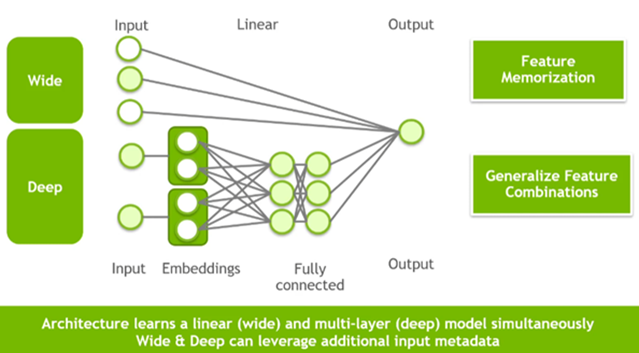 Input
Linear
Output
Wide
Feature
Memorization
Deep
Generalize Feature
Combinations
Input
Embeddings
Fully
connected
Output
Architecture learns a linear (wide) and multi-layer (deep) model simultaneously
Wide & Deep can leverage additional input metadata